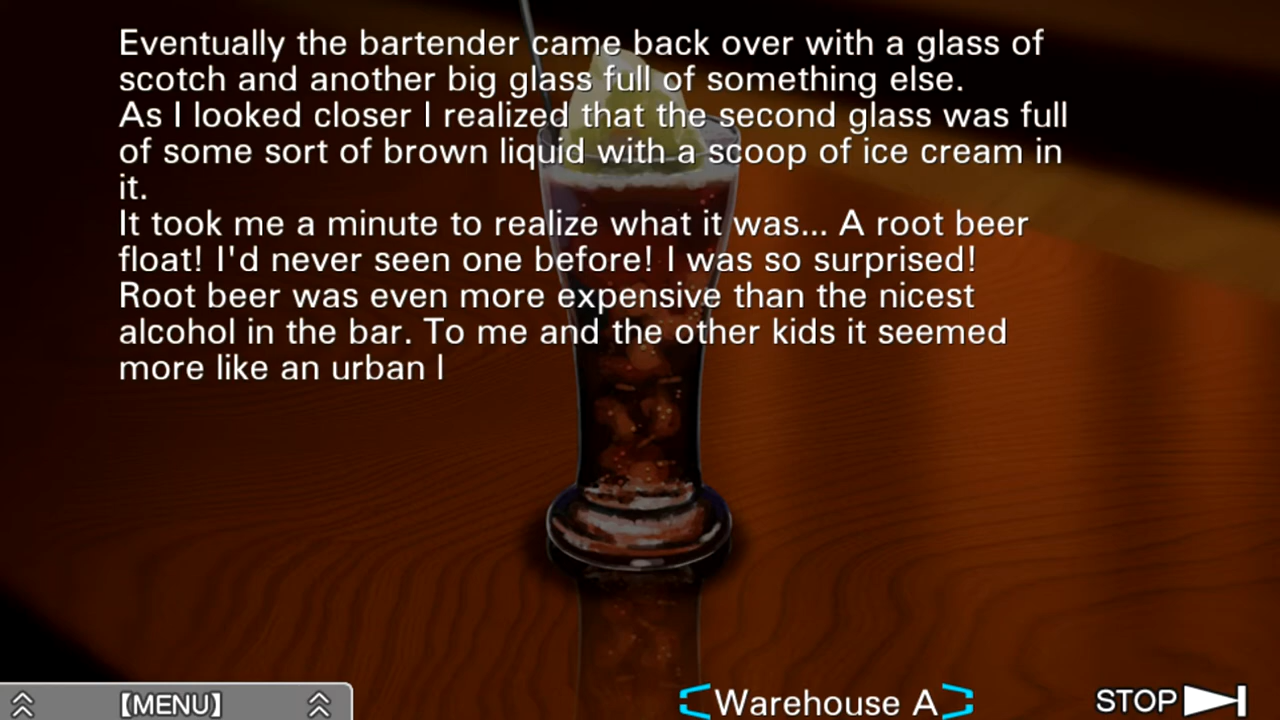 Eventually the bartender came back over with a glass of
scotch and another big glass full of something else.
As I looked closer I realized that the second glass was full
of some sort of brown liquid with a scoop of ice cream in
it.
It took me a minute to realize what it was... A root beer
float! I'd never seen one before! I was so surprised!
Root beer was even more expensive than the nicest
alcohol in the bar. To me and the other kids it seemed
more like an urban l
【MENU】
Warehouse A
STOP